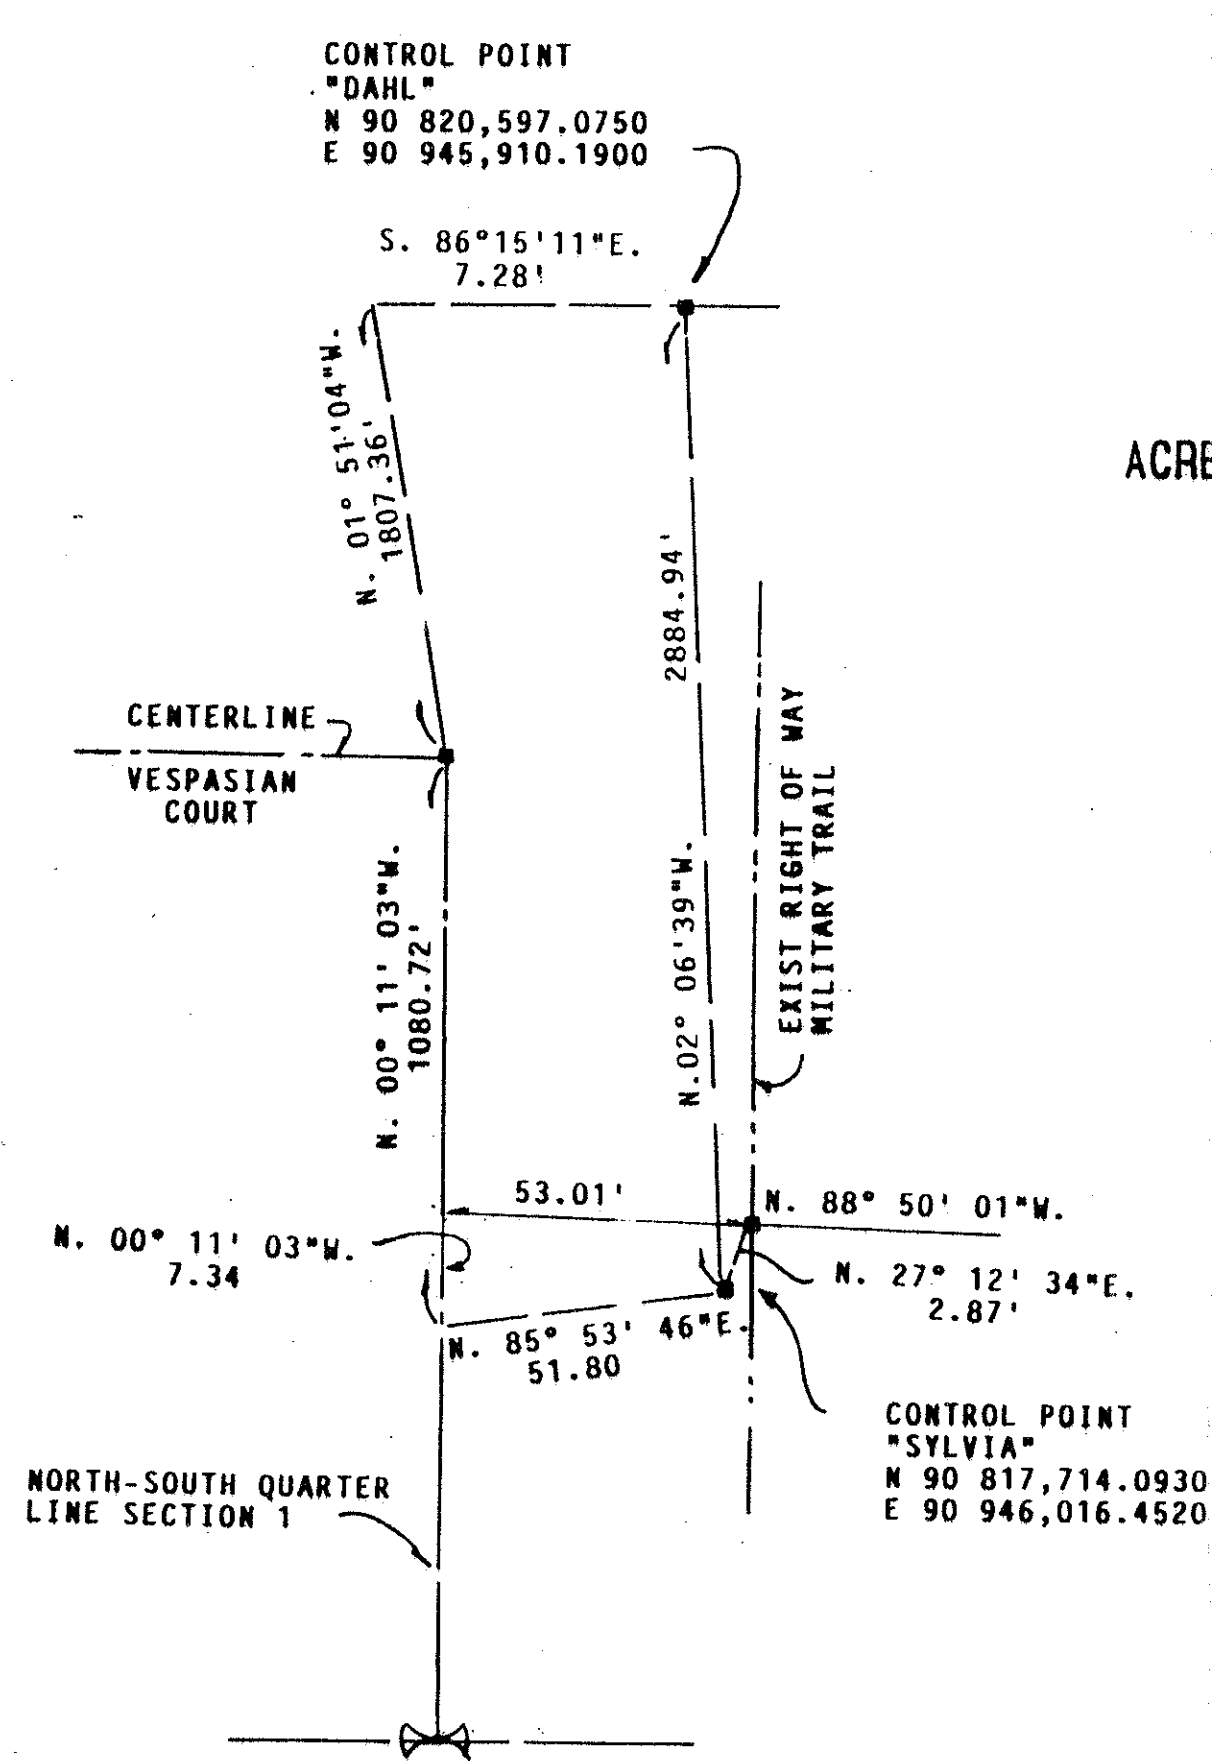 CONTROL POINT
"DAHL"
N 90 820,597.0750
E 90 945,910.1900
S. 86°15'11"E.
7.28'
N. 01° 51'04"W.
1807.36'
ACRE
2884.94'
N.02° 06'39"W.
CENTERLINE
VESPASIAN
COURT
EXIST RIGHT OF WAY
MILITARY TRAIL
N. 00° 11' 03"W.
1080.72'
53.01'
N. 88° 50' 01"W.
N. 00° 11' 03"W.
7.34
N. 27° 12' 34"E.
2.87'
N. 85° 53' 46"E.
51.80
CONTROL POINT
"SYLVIA"
N 90 817,714.0930
E 90 946,016.4520
NORTH-SOUTH QUARTER
LINE SECTION 1